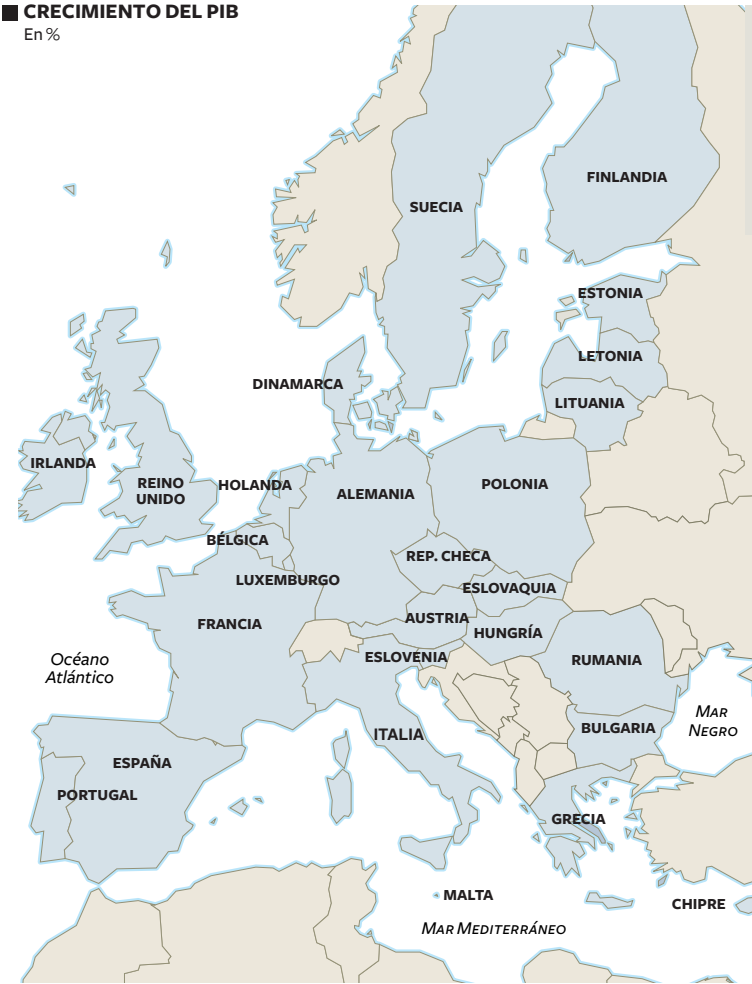 CRECIMIENTO DEL PIB
En %
FINLANDIA
SUECIA
ESTONIA
LETONIA
DINAMARCA
LITUANIA
IRLANDA
REINO
UNIDO
HOLANDA
ALEMANIA
POLONIA
BÉLGICA
REP. CHECA
LUXEMBURGO
ESLOVAQUIA
AUSTRIA
FRANCIA
HUNGRÍA
ESLOVENIA
RUMANIA
Océano
Atlántico
MAR
NEGRO
BULGARIA
ITALIA
ESPAÑA
PORTUGAL
GRECIA
MALTA
CHIPRE
MAR MEDITERRÁNEO